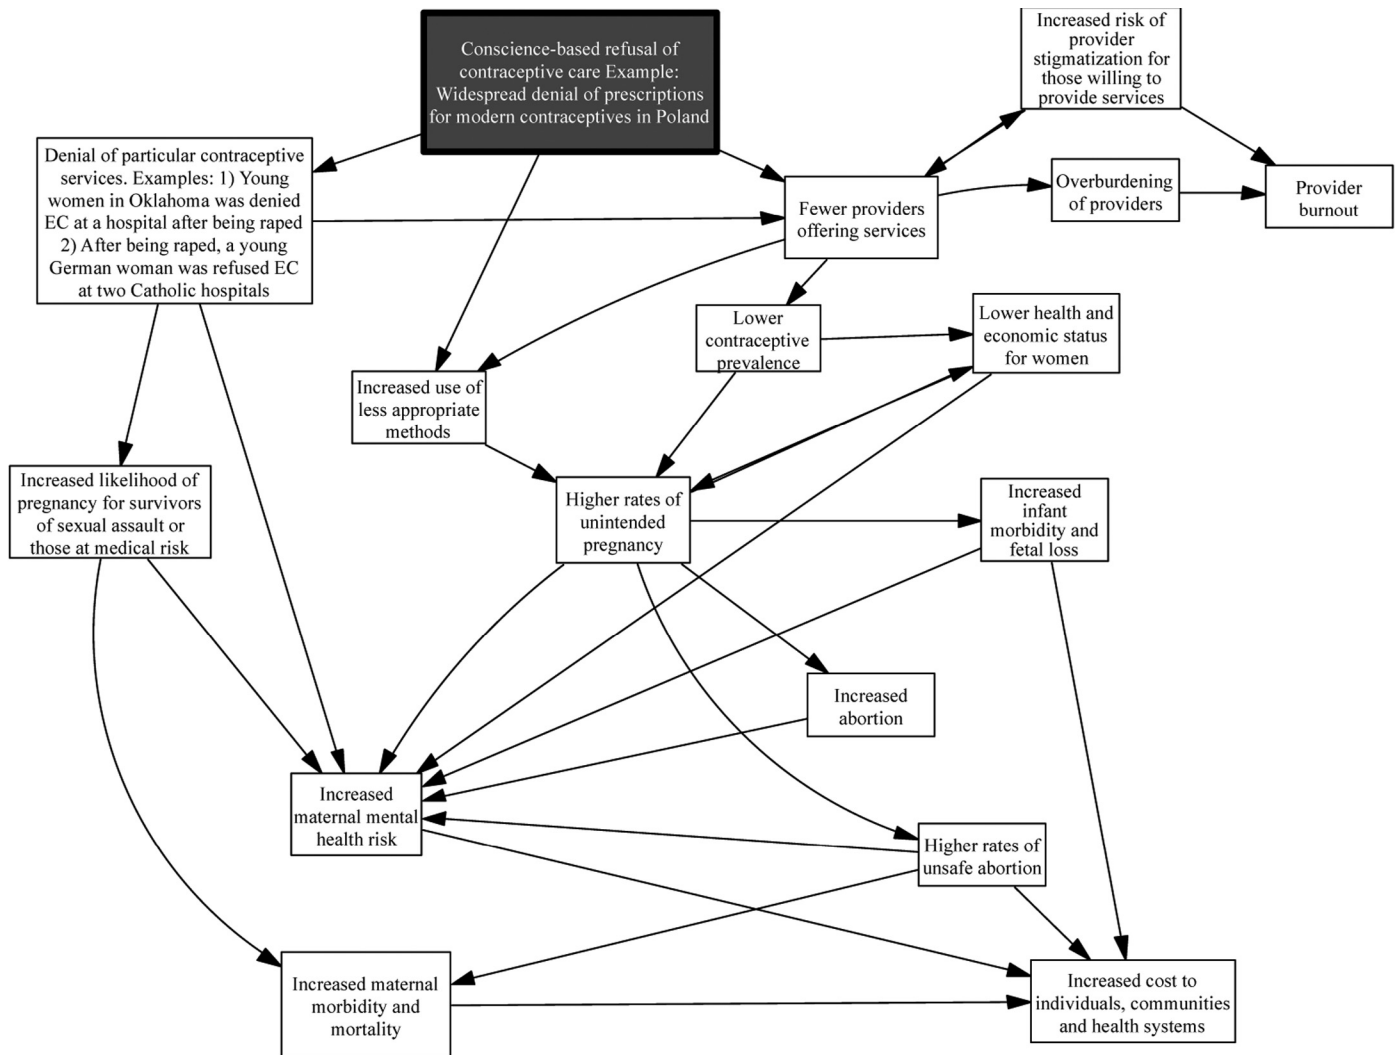 Conscience-based refusal of
contraceptive care Example:
Widespread denial of prescriptions
for modern contraceptives in Poland
Increased risk of
provider
stigmatization for
those willing to
provide services
Denial of particular contraceptive
services. Examples: 1) Young
women in Oklahoma was denied
EC at a hospital after being raped
2) After being raped, a young
German woman was refused EC
at two Catholic hospitals
Fewer providers
offering services
Overburdening
of providers
Provider
burnout
Lower
contraceptive
prevalence
Lower health and
economic status
for women
Increased use of
less appropriate
methods
Increased likelihood of
pregnancy for survivors
of sexual assault or
those at medical risk
Higher rates of
unintended
pregnancy
Increased
infant
morbidity and
fetal loss
Increased
abortion
Increased
maternal mental
health risk
Higher rates of
unsafe abortion
Increased maternal
morbidity and
mortality
Increased cost to
individuals, communities
and health systems